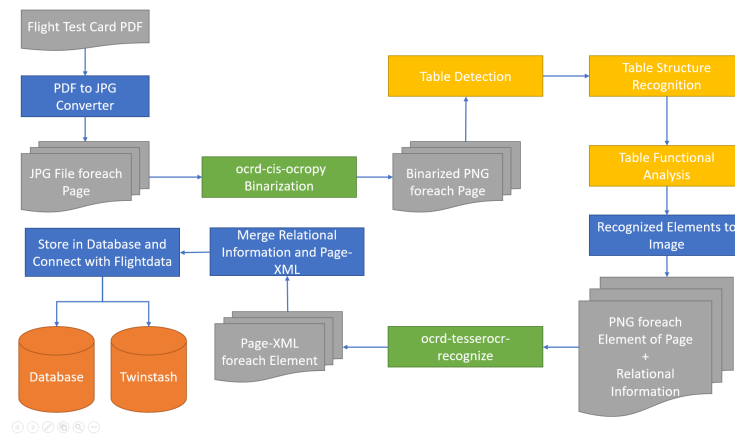 Flight Test Card PDF
PDF to JPG
Converter
JPG File foreach
Page
ocrd-cis-ocropy
Binarization
Binarized PNG
foreach Page
Table Detection
Table Structure
Recognition
Table Functional
Analysis
Recognized Elements to
Image
PNG foreach
Element of Page
+
Relational
Information
ocrd-tesserocr-
recognize
Page-XML
foreach Element
Merge Relational
Information and Page-
XML
Store in Database and
Connect with Flightdata
Database
Twinstash